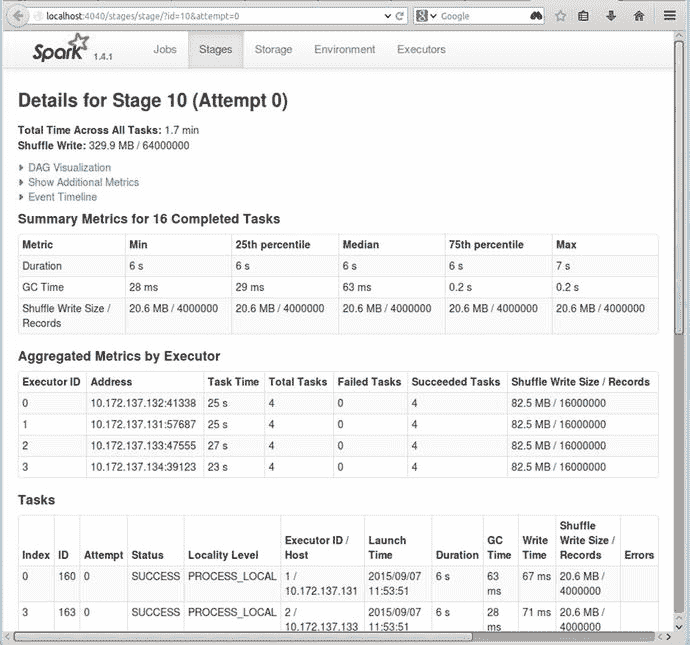 localhost:4040/stages/stage/?id=10&attempt=0
Google
Spark 1.4.1 Jobs Stages Storage Environment Executors
Details for Stage 10 (Attempt 0)
Total Time Across All Tasks: 1.7 min
Shuffle Write: 329.9 MB / 64000000
DAG Visualization
Show Additional Metrics
Event Timeline
Summary Metrics for 16 Completed Tasks
Metric Min 25th percentile Median 75th percentile Max
Duration 6 s 6 s 6 s 6 s 7 s
GC Time 28 ms 29 ms 63 ms 0.2 s 0.2 s
Shuffle Write Size / 20.6 MB / 4000000 20.6 MB / 4000000 20.6 MB / 4000000 20.6 MB / 4000000 20.6 MB / 4000000
Records
Aggregated Metrics by Executor
Executor ID Address Task Time Total Tasks Failed Tasks Succeeded Tasks Shuffle Write Size / Records
0 10.172.137.132:41338 25 s 4 0 4 82.5 MB / 16000000
1 10.172.137.131:57687 25 s 4 0 4 82.5 MB / 16000000
2 10.172.137.133:47555 27 s 4 0 4 82.5 MB / 16000000
3 10.172.137.134:39123 23 s 4 0 4 82.5 MB / 16000000
Tasks
Shuffle
Executor ID / Launch GC Write Write Size /
Index ID Attempt Status Locality Level Host Time Duration Time Time Records Errors
0 160 0 SUCCESS PROCESS_LOCAL 1 / 2015/09/07 6 s 63 67 ms 20.6 MB /
10.172.137.131 11:53:51 ms 4000000
3 163 0 SUCCESS PROCESS_LOCAL 2 / 2015/09/07 6 s 28 71 ms 20.6 MB /
10.172.137.133 11:53:51 ms 4000000